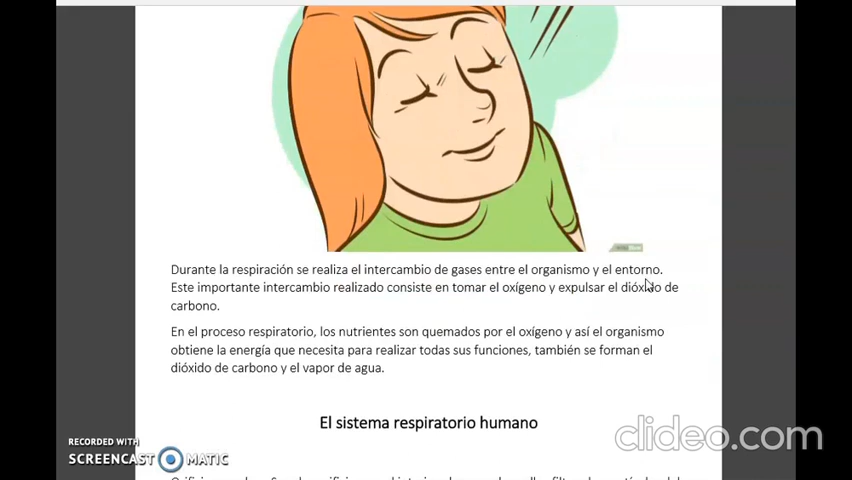 Durante la respiración se realiza el intercambio de gases entre el organismo y el entorno.
Este importante intercambio realizado consiste en tomar el oxígeno y expulsar el dióxido de
carbono.
En el proceso respiratorio, los nutrientes son quemados por el oxígeno y así el organismo
obtiene la energía que necesita para realizar todas sus funciones, también se forman el
dióxido de carbono y el vapor de agua.
El sistema respiratorio humano
clideo.com
RECORDED WITH
SCREENCAST MATIC